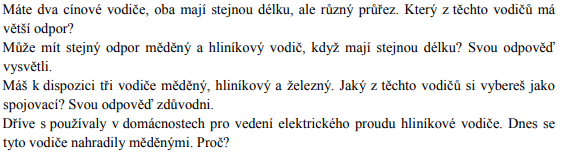 Máte dva cínové vodiče, oba mají stejnou délku, ale různý průřez. Který z těchto vodičů má
větší odpor?
Může mít stejný odpor měděný a hliníkový vodič, když mají stejnou délku? Svou odpověď
vysvětli.
Máš k dispozici tři vodiče měděný, hliníkový a železný. Jaký z těchto vodičů si vybereš jako
spojovací? Svou odpověď zdůvodni.
Dříve s používaly v domácnostech pro vedení elektrického proudu hliníkové vodiče. Dnes se
tyto vodiče nahradily měděnými. Proč?